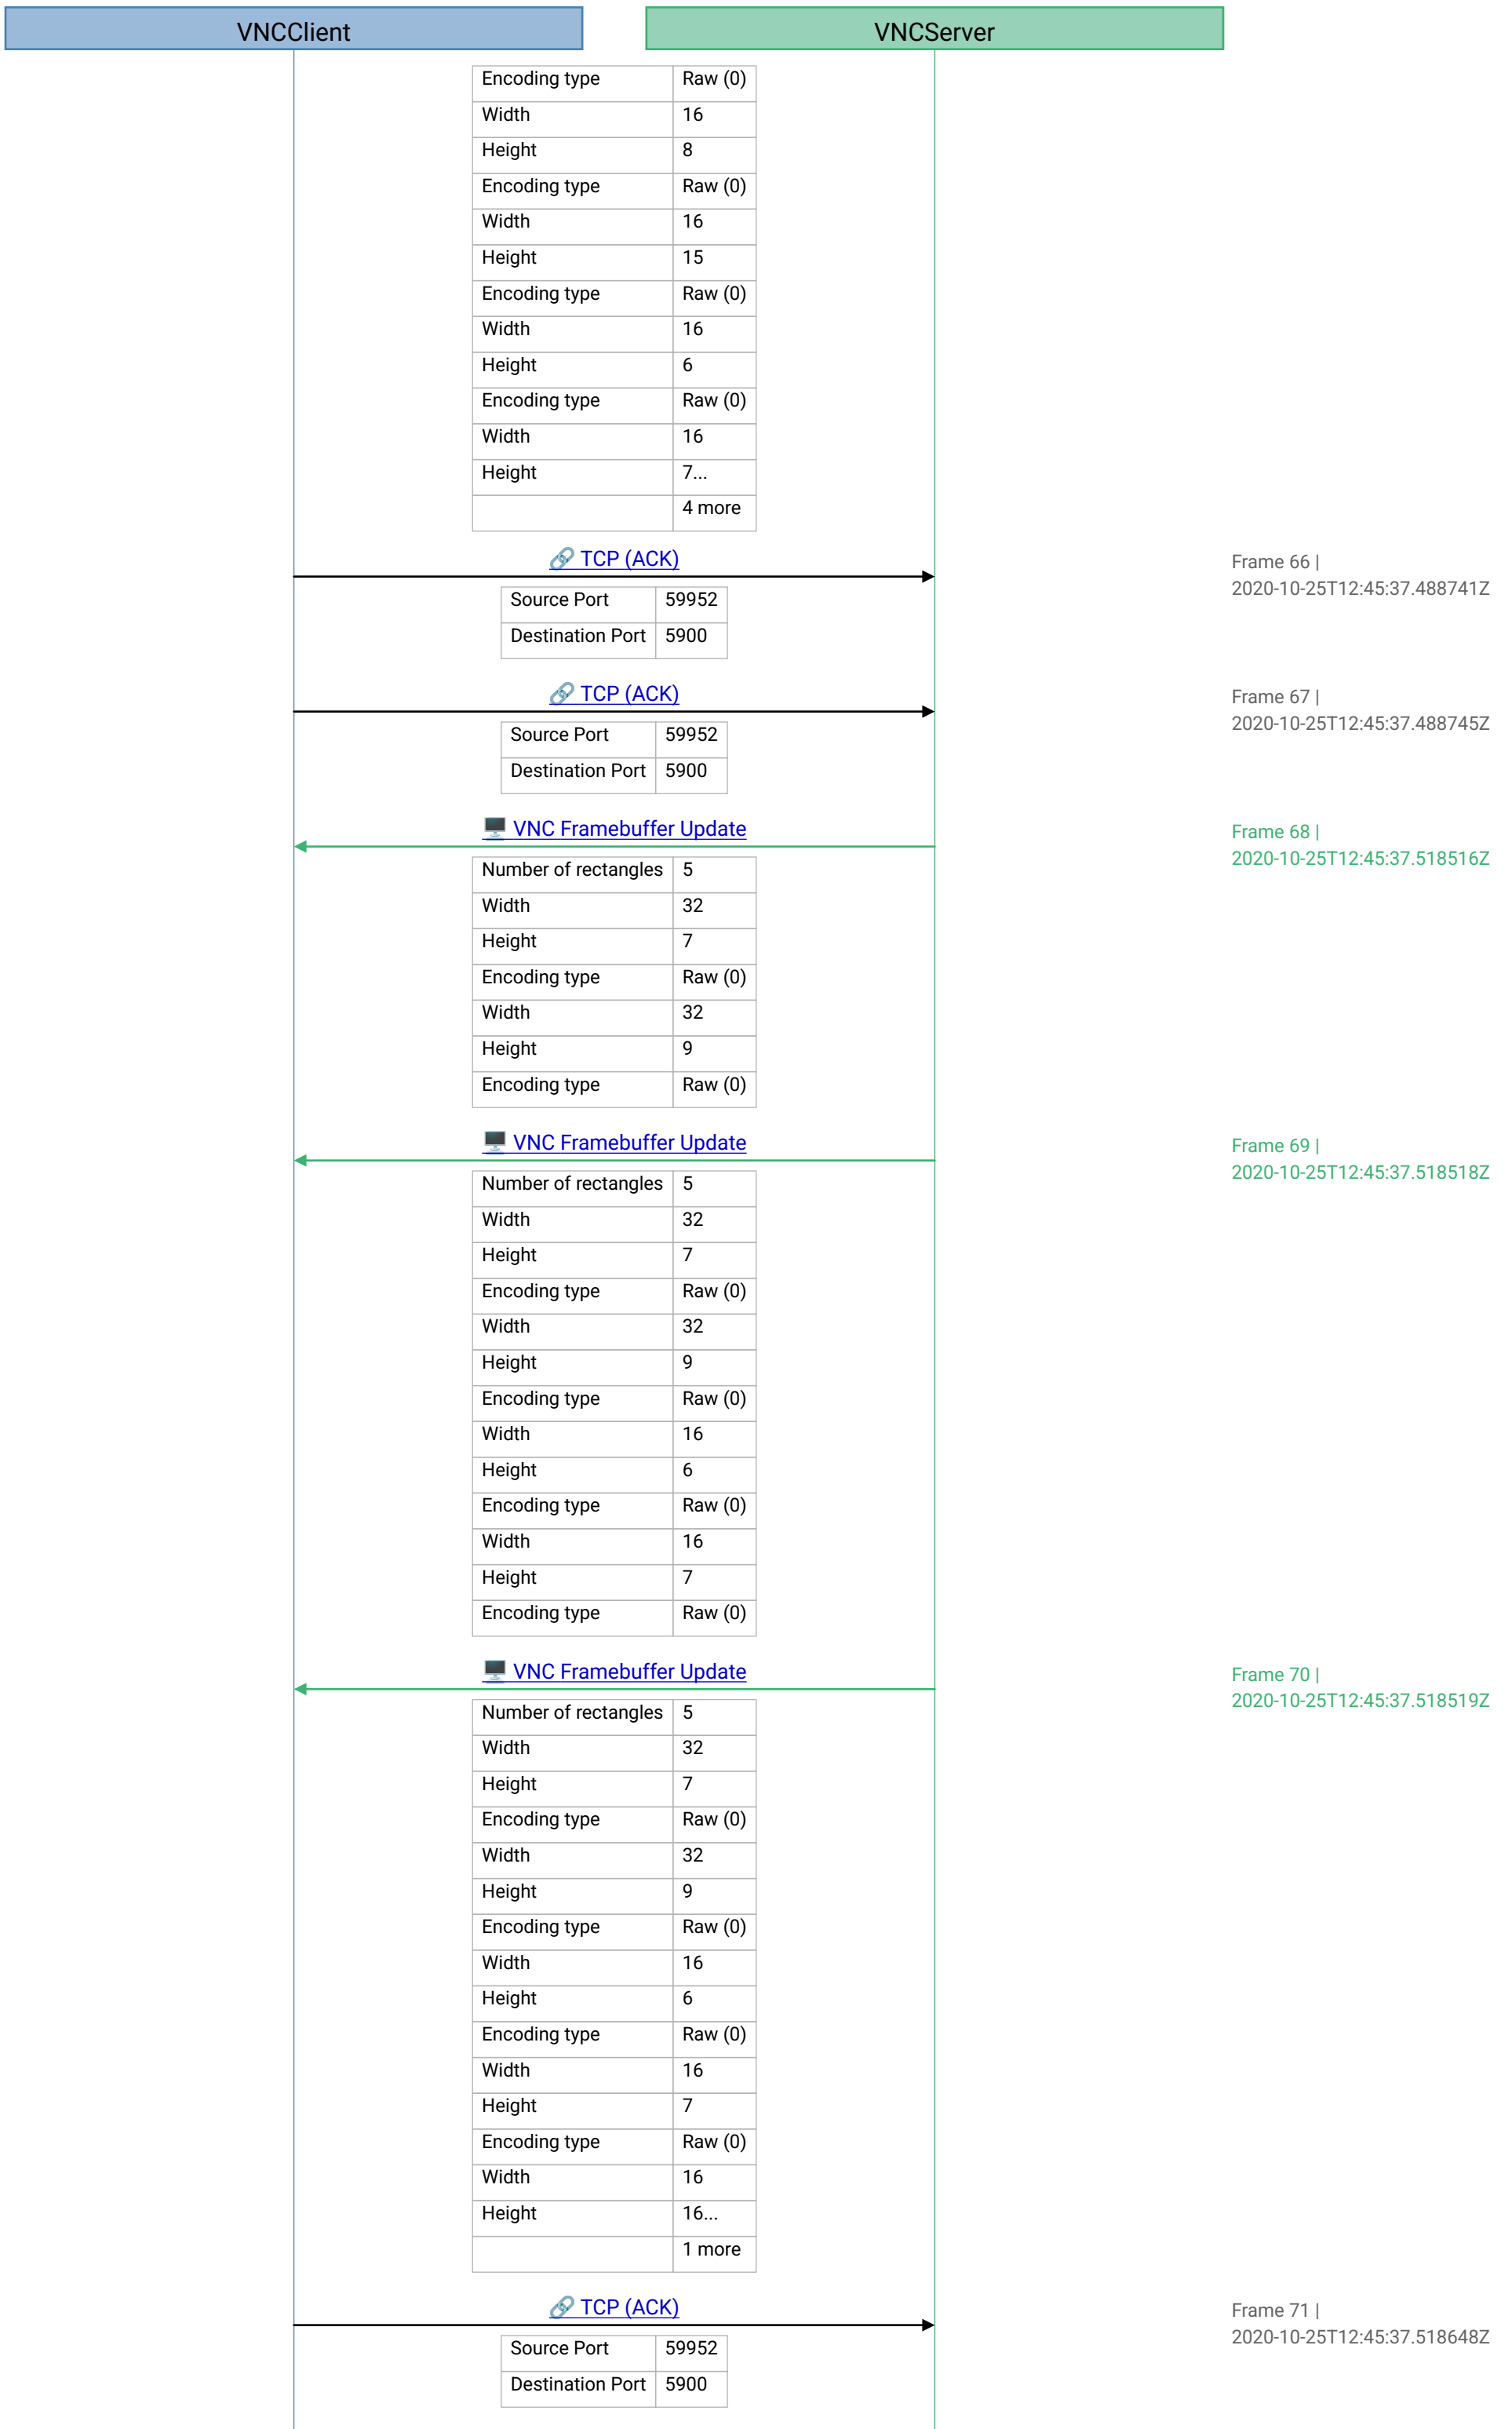 VNCClient
VNCServer
Encoding type Raw (0)
Width 16
Height 8
Encoding type Raw (0)
Width 16
Height 15
Encoding type Raw (0)
Width 16
Height 6
Encoding type Raw (0)
Width 16
Height 7...
4 more
TCP (ACK)
Frame 66 |
2020-10-25T12:45:37.488741Z
Source Port 59952
Destination Port 5900
TCP (ACK)
Frame 67 |
2020-10-25T12:45:37.488745Z
Source Port 59952
Destination Port 5900
VNC Framebuffer Update
Frame 68 |
2020-10-25T12:45:37.518516Z
Number of rectangles 5
Width 32
Height 7
Encoding type Raw (0)
Width 32
Height 9
Encoding type Raw (0)
VNC Framebuffer Update
Frame 69 |
2020-10-25T12:45:37.518518Z
Number of rectangles 5
Width 32
Height 7
Encoding type Raw (0)
Width 32
Height 9
Encoding type Raw (0)
Width 16
Height 6
Encoding type Raw (0)
Width 16
Height 7
Encoding type Raw (0)
VNC Framebuffer Update
Frame 70 |
2020-10-25T12:45:37.518519Z
Number of rectangles 5
Width 32
Height 7
Encoding type Raw (0)
Width 32
Height 9
Encoding type Raw (0)
Width 16
Height 6
Encoding type Raw (0)
Width 16
Height 7
Encoding type Raw (0)
Width 16
Height 16...
1 more
TCP (ACK)
Frame 71 |
2020-10-25T12:45:37.518648Z
Source Port 59952
Destination Port 5900